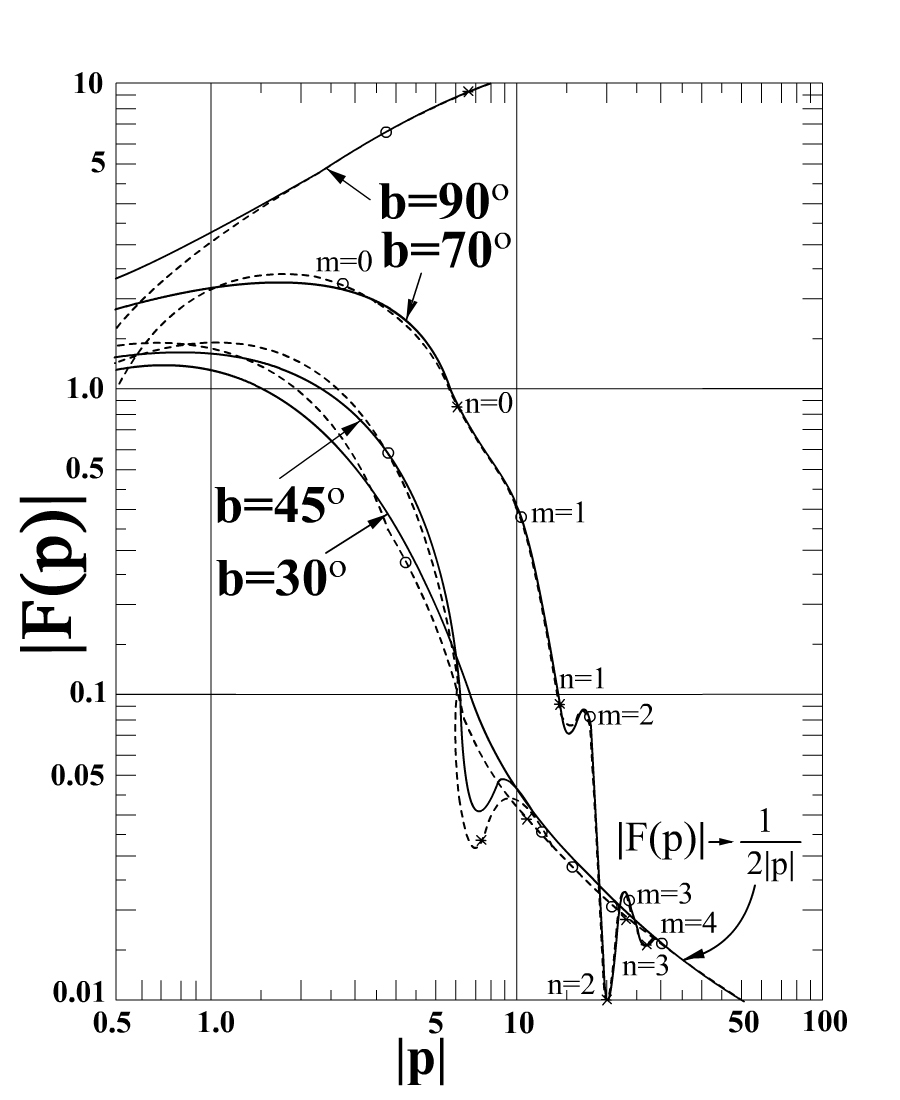 10
b=90°
5
m=0 b=70°
1.0
n=0
0.5
b=45°
m=1
b=30°
|F(p)|
n=1
0.1
m=2
0.05
|F(p)|→ 1/2|p|
m=3
m=4
n=3
n=2
0.01
0.5 1.0 5 10 50 100
|p|